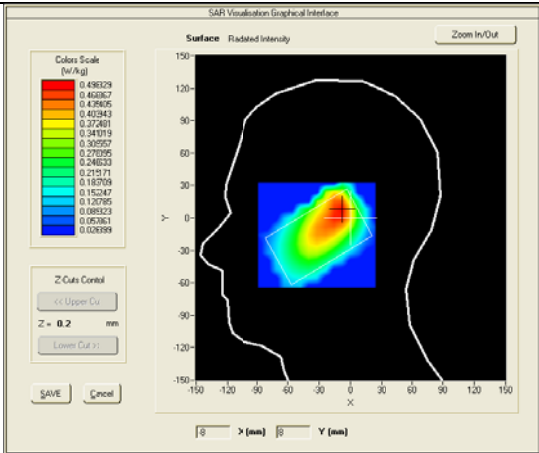 SAR Visualisation Graphical Interface
Surface Radiated Intensity
Zoom In/Out
Colors Scale
(W/kg)
0.498329
0.466867
0.435405
0.403943
0.372481
0.341019
0.309557
0.278095
0.246633
0.215171
0.183709
0.152247
0.120785
0.089323
0.057861
0.026399
150
120
90
60
30
0
-30
-60
-90
-120
-150
Y
-150 -120 -90 -60 -30 0 30 60 90 120 150
X
Z-Cuts Contol
<< Upper Cu
Z = 0.2 mm
Lower Cut >>
SAVE
Cancel
-8 X (mm) 8 Y (mm)